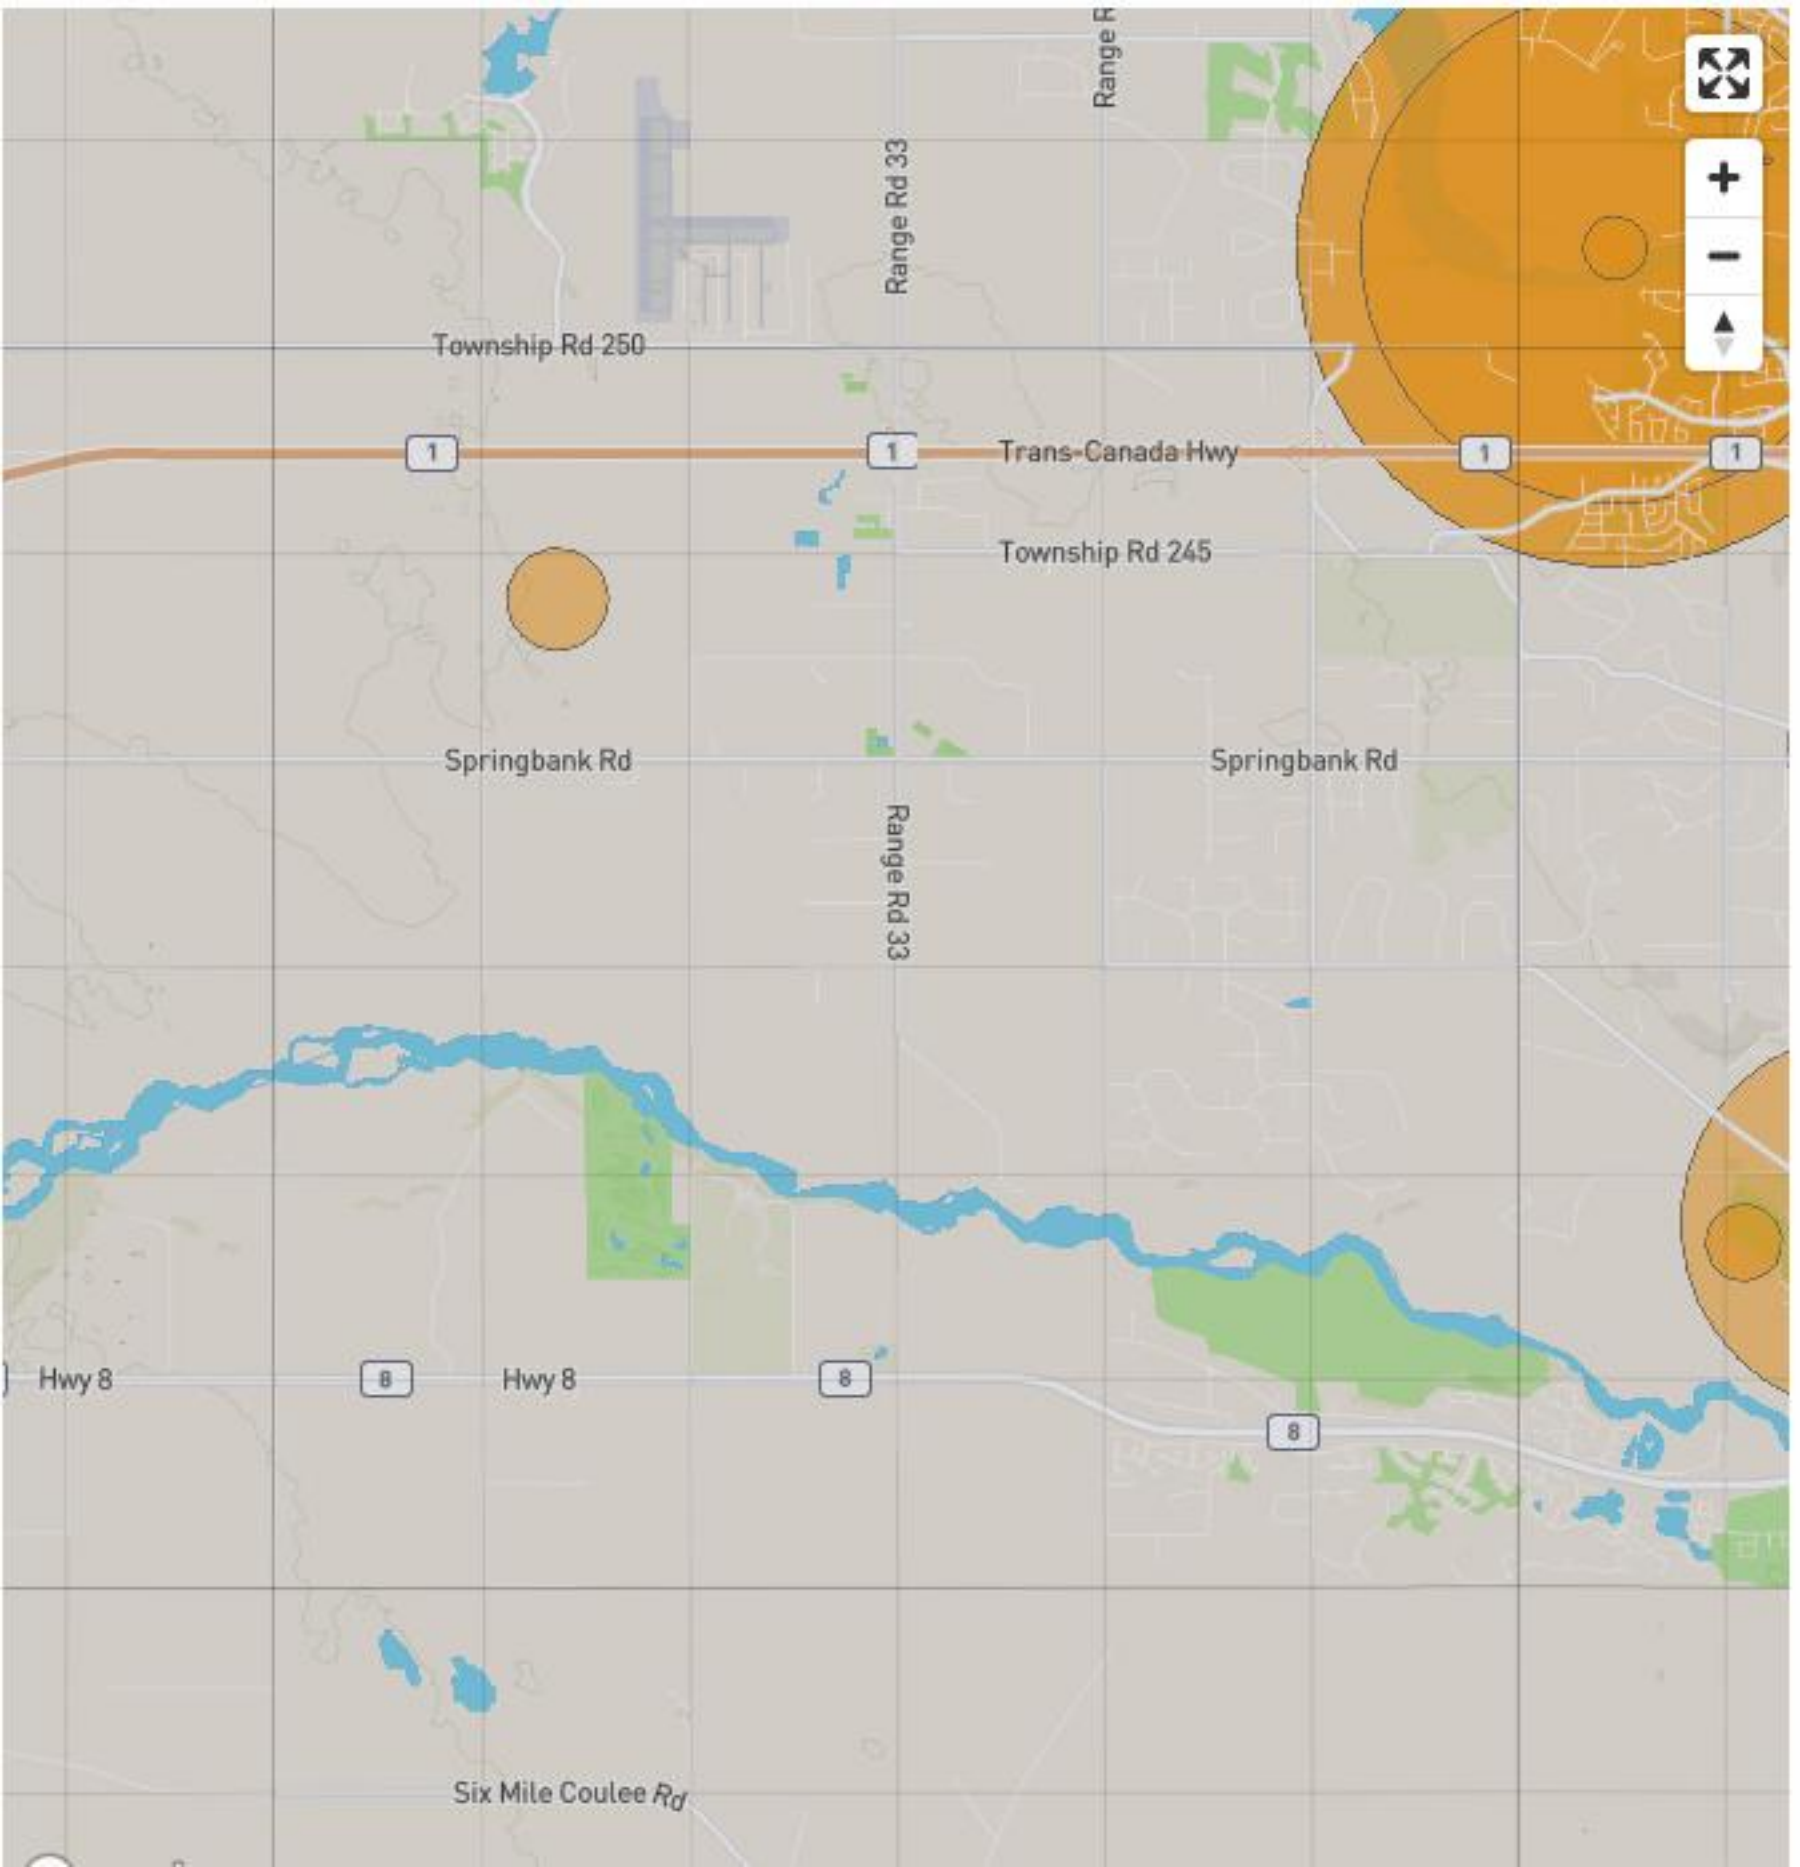 Range R
Range Rd 33
Township Rd 250
1
1
Trans-Canada Hwy
1
1
Township Rd 245
Springbank Rd
Springbank Rd
Range Rd 33
Hwy 8
8
Hwy 8
8
8
Six Mile Coulee Rd